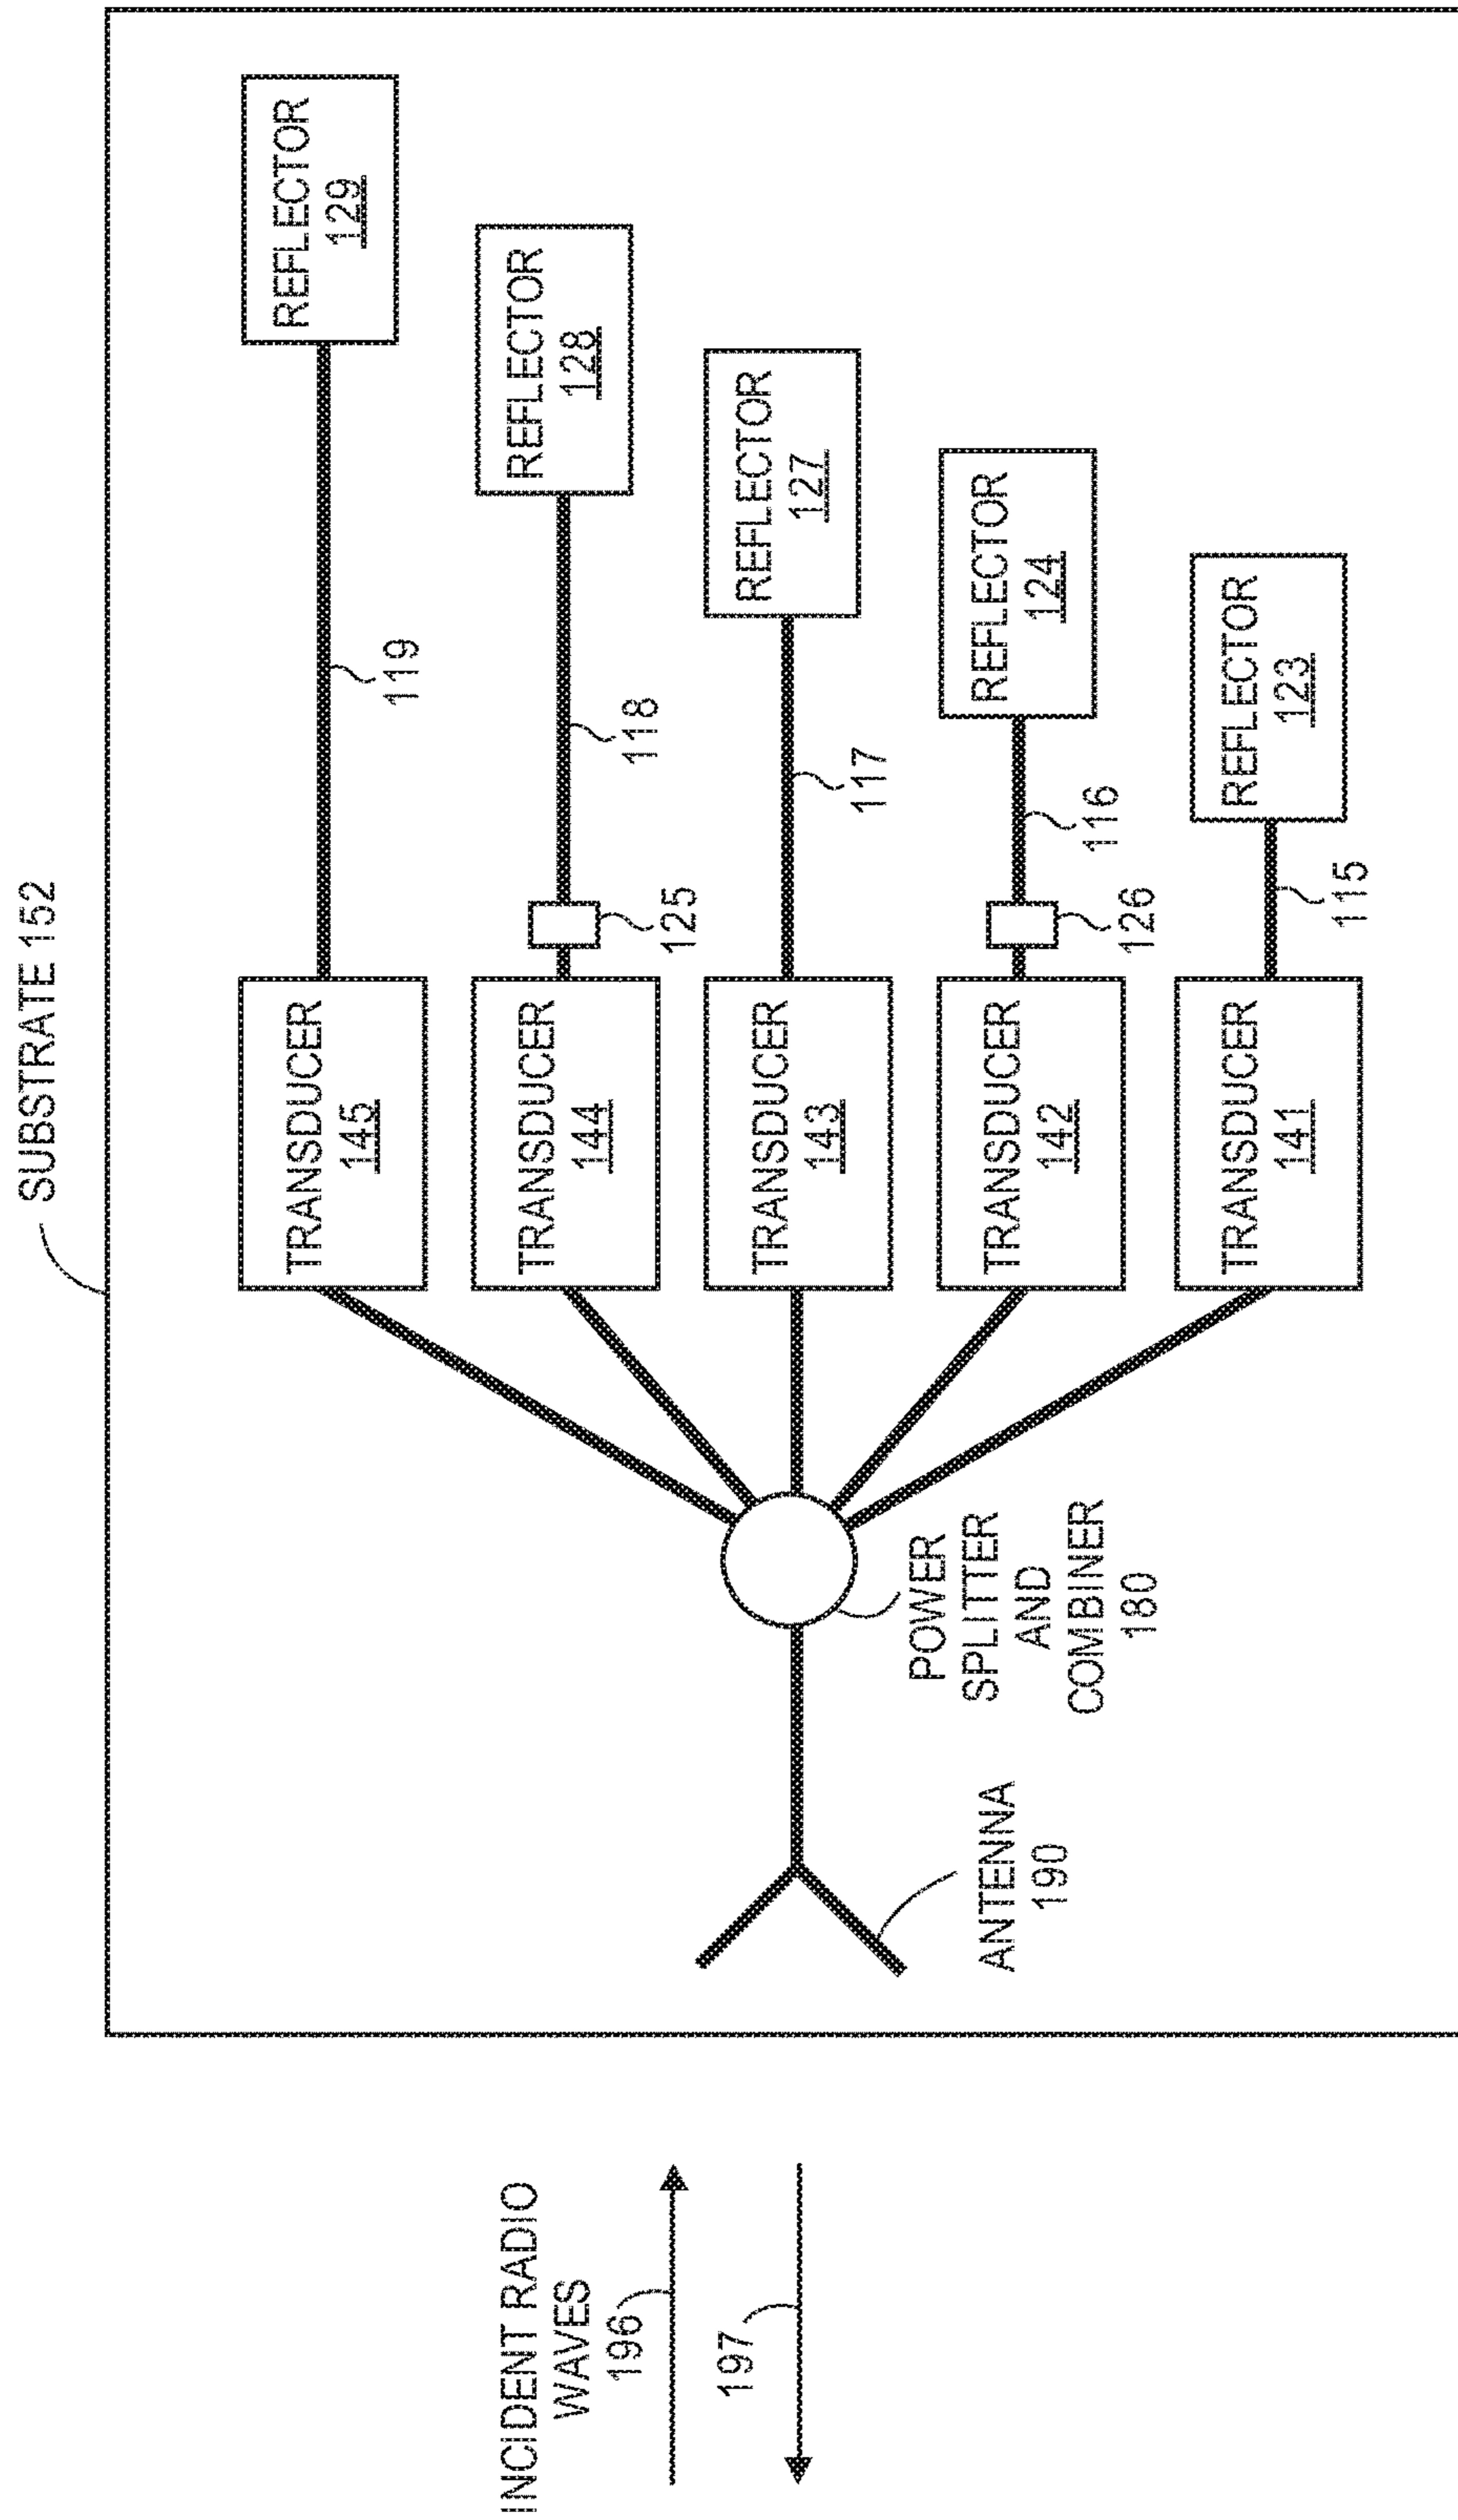 SUBSTRATE 152
REFLECTOR
129
119
TRANSDUCER
145
REFLECTOR
128
118
125
TRANSDUCER
144
REFLECTOR
127
117
TRANSDUCER
143
REFLECTOR
124
116
126
TRANSDUCER
142
REFLECTOR
123
115
TRANSDUCER
141
POWER
SPLITTER
AND
COMBINER
180
ANTENNA
190
INCIDENT RADIO
WAVES
196
197